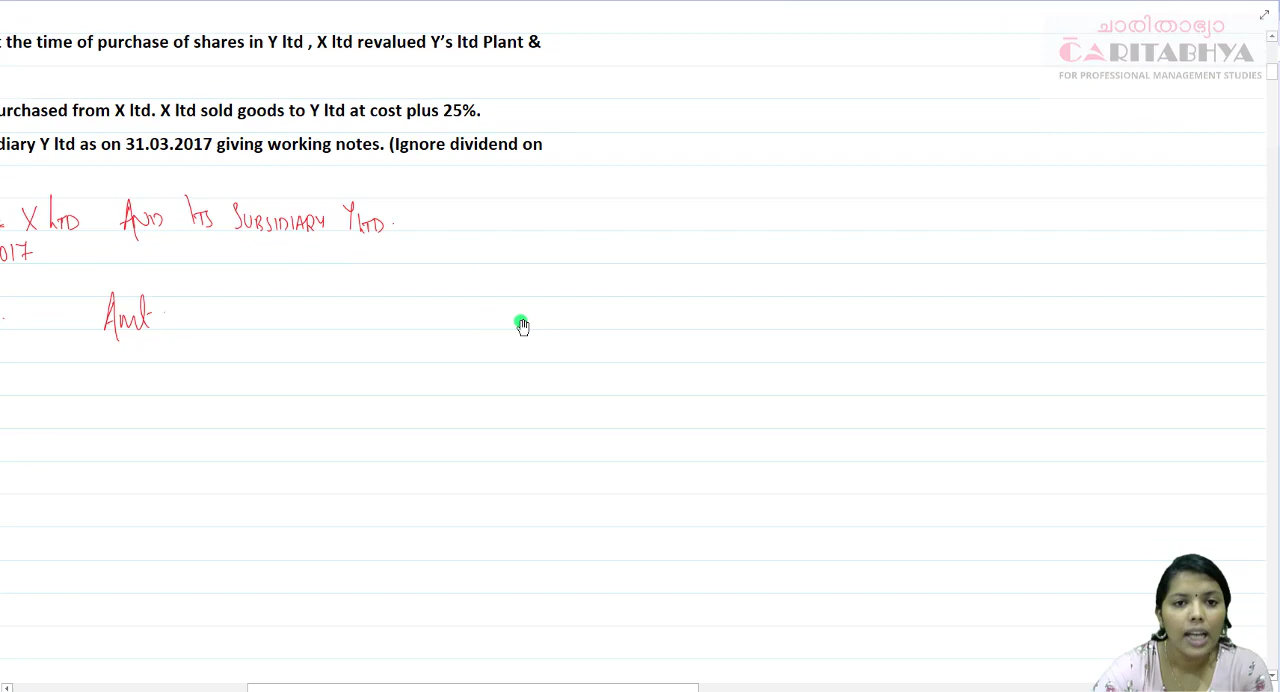 ചാരിതാഭ്യാ
CARITABHYA
FOR PROFESSIONAL MANAGEMENT STUDIES
t the time of purchase of shares in Y ltd , X ltd revalued Y's ltd Plant &
urchased from X ltd. X ltd sold goods to Y ltd at cost plus 25%.
diary Y ltd as on 31.03.2017 giving working notes. (Ignore dividend on
X LTD AND ITS SUBSIDIARY Y LTD.
017
Amt